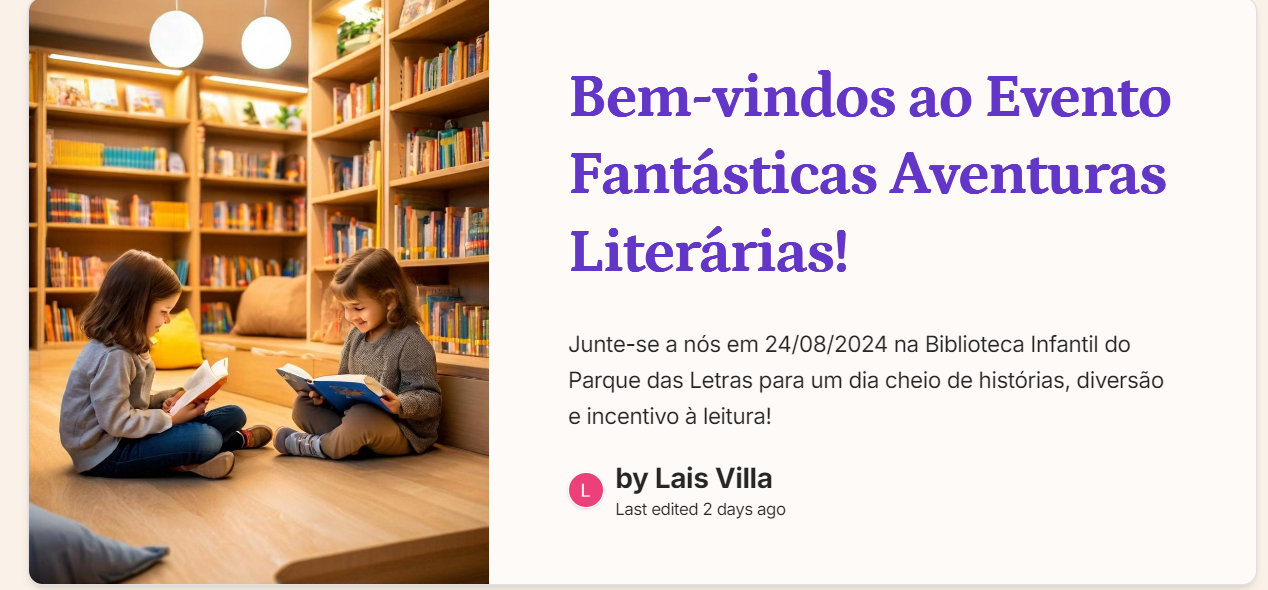 Bem-vindos ao Evento
Fantásticas Aventuras
Literárias!
Junte-se a nós em 24/08/2024 na Biblioteca Infantil do
Parque das Letras para um dia cheio de histórias, diversão
e incentivo à leitura!
L
by Lais Villa
Last edited 2 days ago